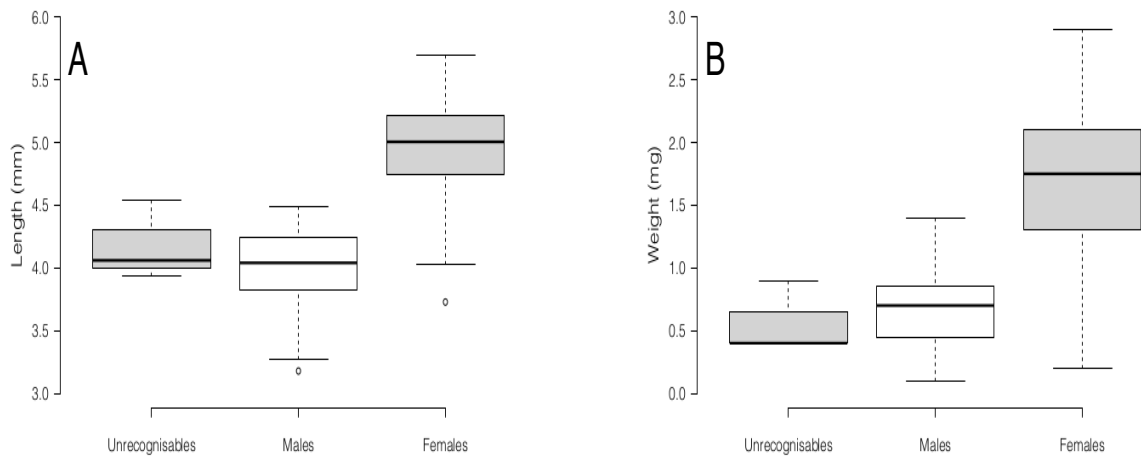 A
Length (mm)
6.0
5.5
5.0
4.5
4.0
3.5
3.0
Unrecognisables Males Females
B
Weight (mg)
3.0
2.5
2.0
1.5
1.0
0.5
0.0
Unrecognisables Males Females